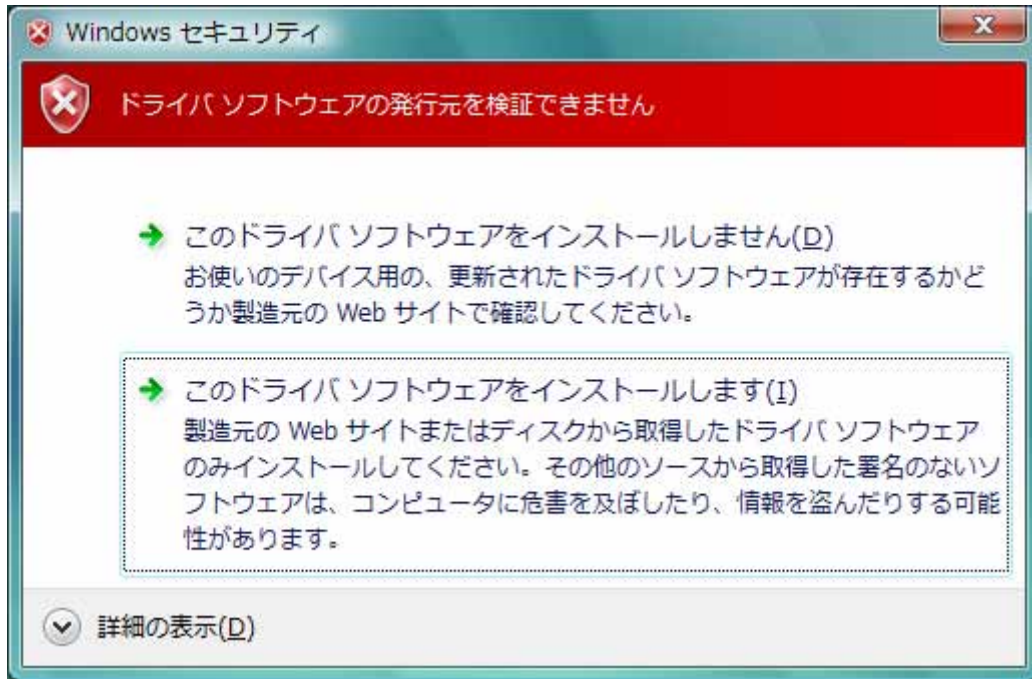 Windows セキュリティ
ドライバ ソフトウェアの発行元を検証できません
このドライバ ソフトウェアをインストールしません(D)
お使いのデバイス用の、更新されたドライバ ソフトウェアが存在するかど
うか製造元の Web サイトで確認してください。
このドライバ ソフトウェアをインストールします(I)
製造元の Web サイトまたはディスクから取得したドライバ ソフトウェア
のみインストールしてください。その他のソースから取得した署名のないソ
フトウェアは、コンピュータに危害を及ぼしたり、情報を盗んだりする可能
性があります。
詳細の表示(D)